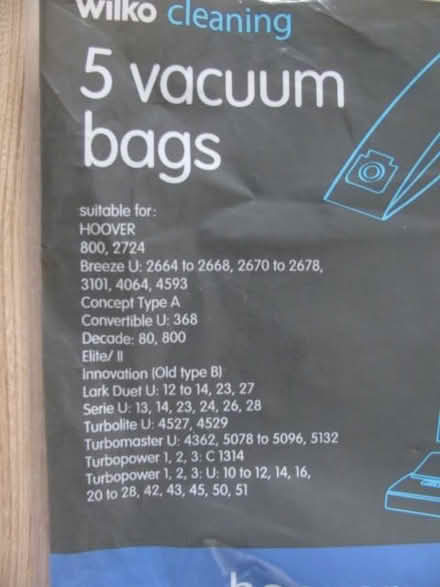 wilko cleaning
5 vacuum
bags
suitable for:
HOOVER
800, 2724
Breeze U: 2664 to 2668, 2670 to 2678,
3101, 4064, 4593
Concept Type A
Convertible U: 368
Decade: 80, 800
Elite/ II
Innovation (Old type B)
Lark Duet U: 12 to 14, 23, 27
Serie U: 13, 14, 23, 24, 26, 28
Turbolite U: 4527, 4529
Turbomaster U: 4362, 5078 to 5096, 5132
Turbopower 1, 2, 3: C 1314
Turbopower 1, 2, 3: U: 10 to 12, 14, 16,
20 to 28, 42, 43, 45, 50, 51